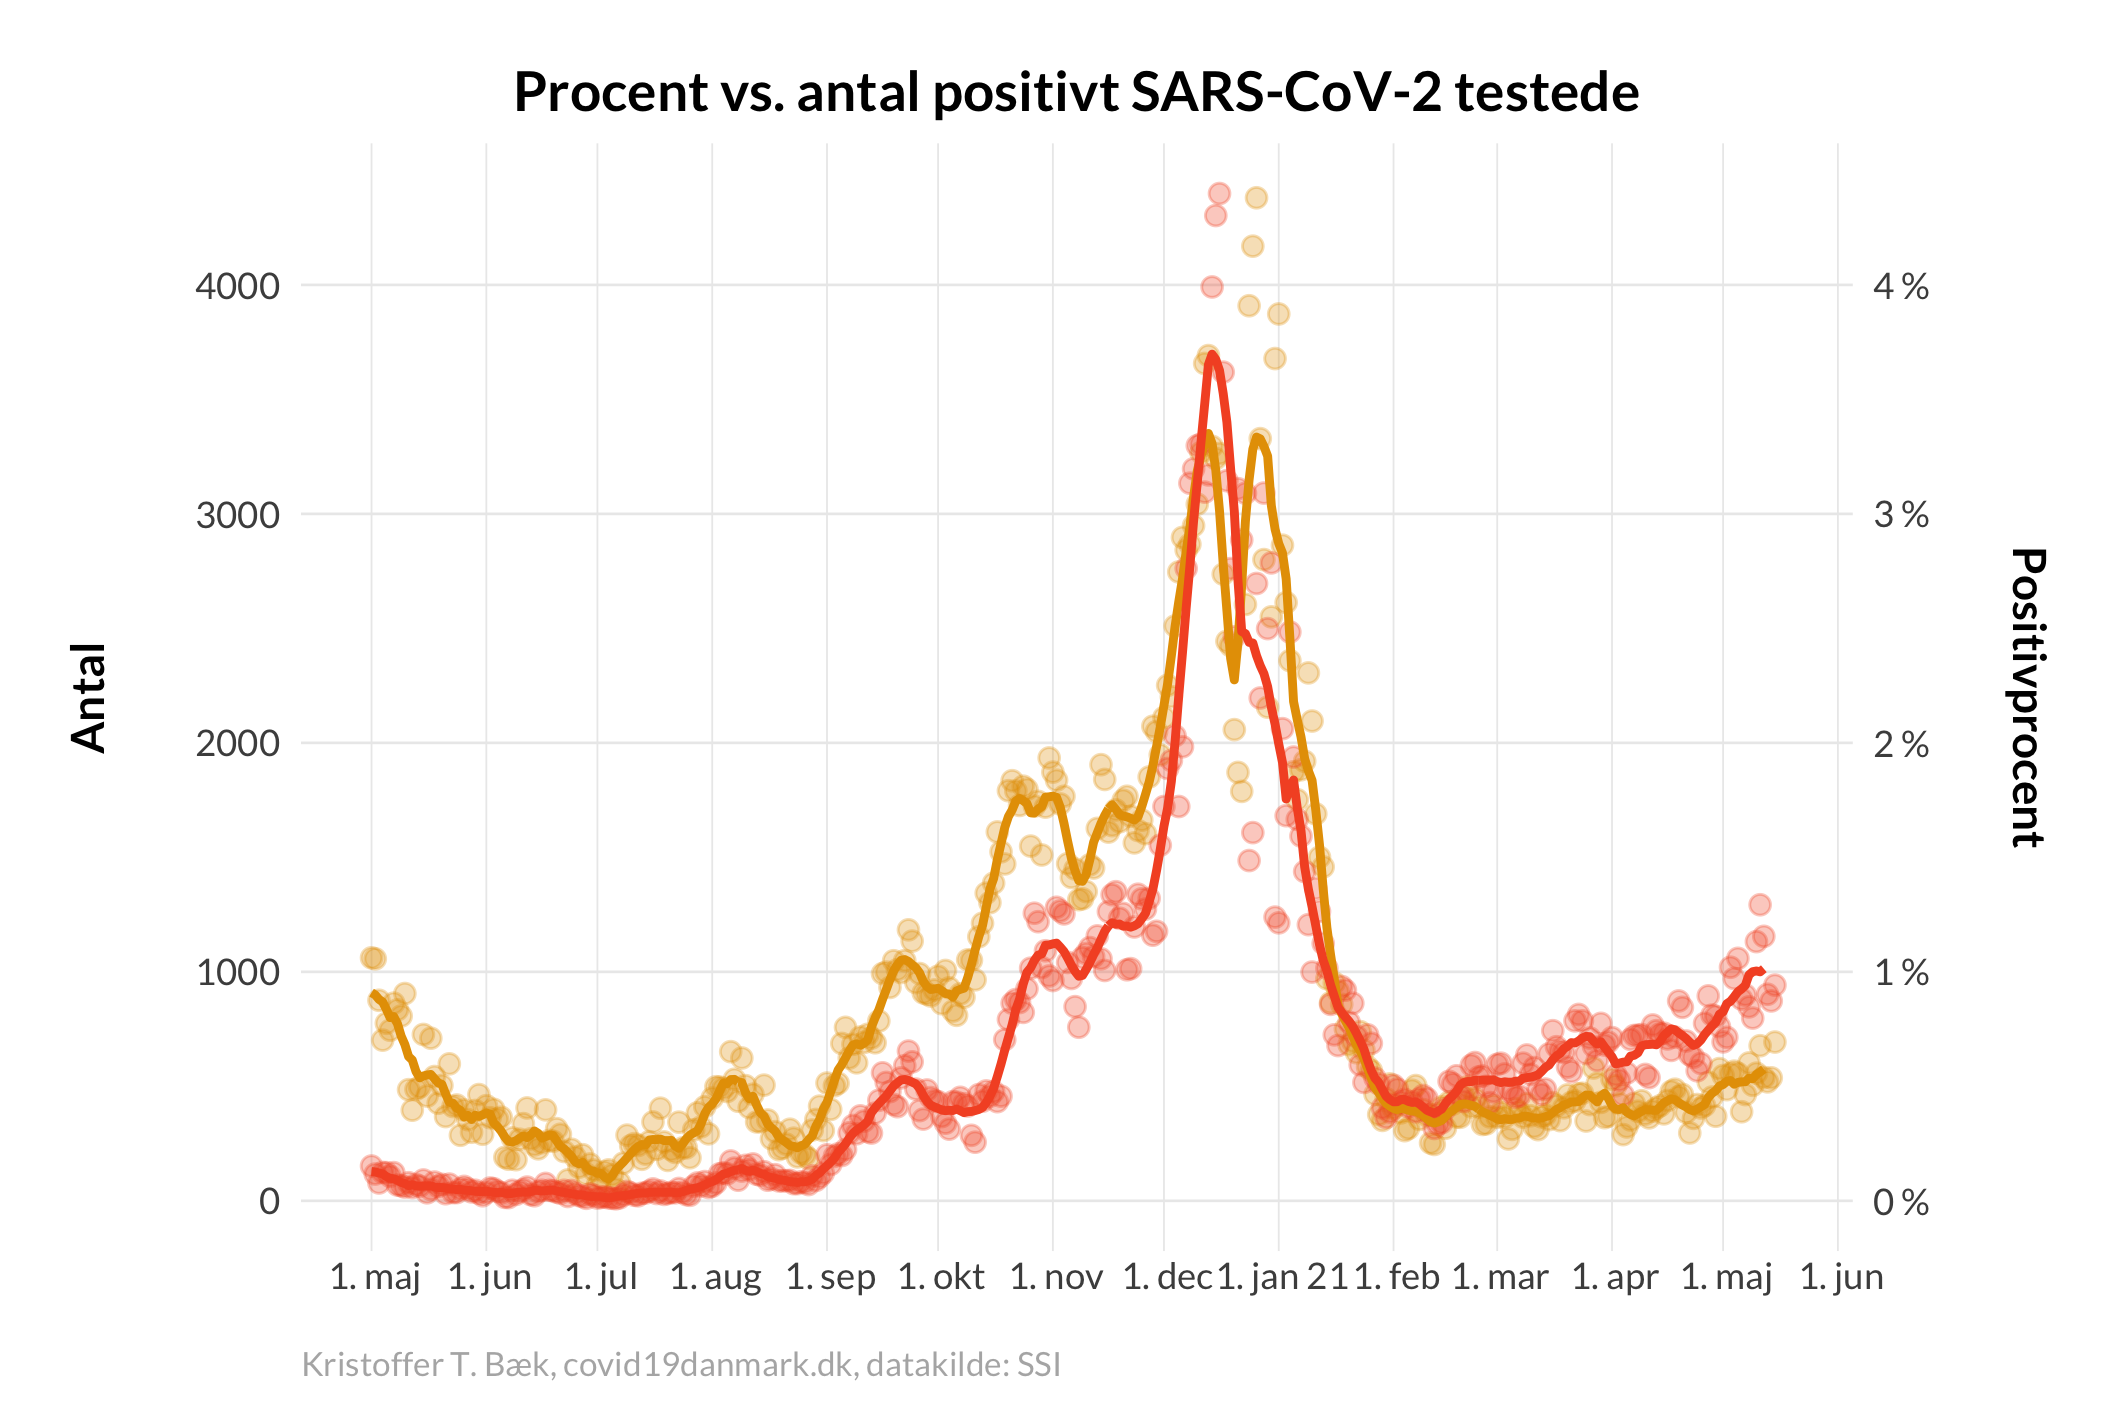 Procent vs. antal positivt SARS-CoV-2 testede
Antal
4000
3000
2000
1000
0
4 %
3 %
2 %
1 %
0 %
Positivprocent
1. maj 1. jun 1. jul 1. aug 1. sep 1. okt 1. nov 1. dec 1. jan 21 1. feb 1. mar 1. apr 1. maj 1. jun
Kristoffer T. Bæk, covid19danmark.dk, datakilde: SSI